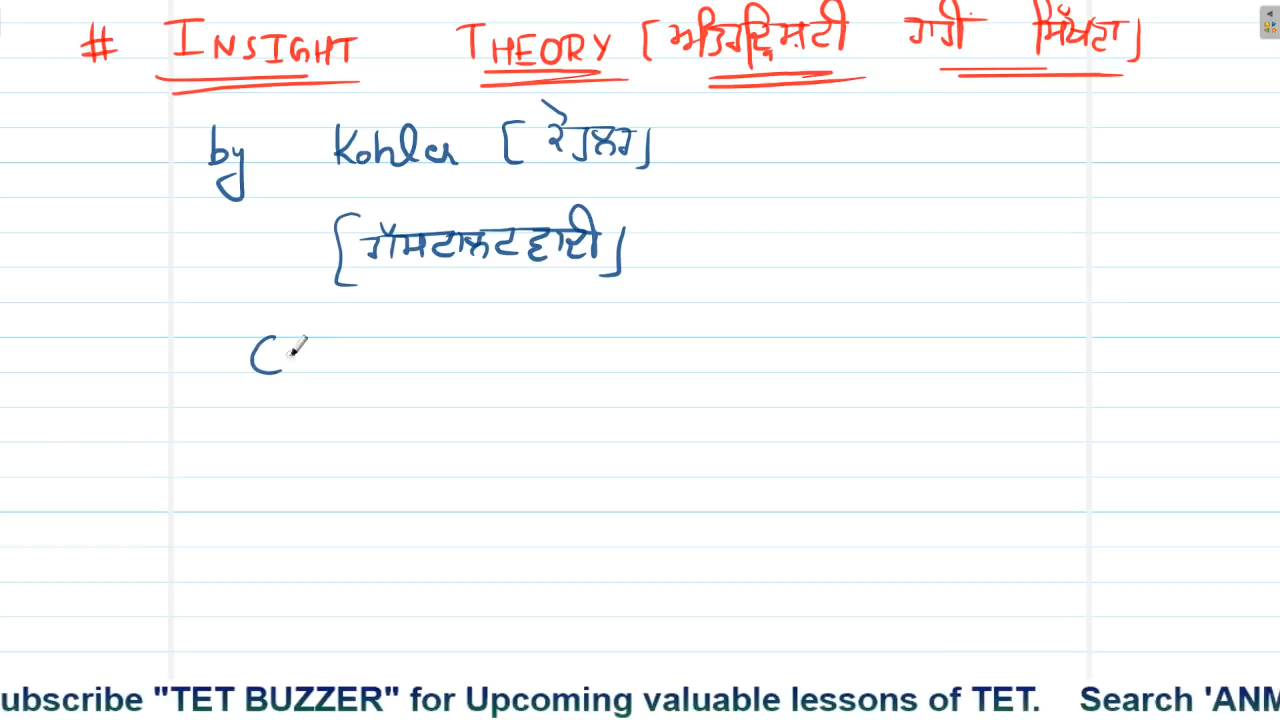 # INSIGHT THEORY [ਅੰਤਰਦ੍ਰਿਸ਼ਟੀ ਰਾਹੀਂ ਸਿੱਖਣਾ]
by Kohler [ਕੋਹਲਰ]
[ਗੈਸਟਾਲਟਵਾਦੀ]
C
ubscribe "TET BUZZER" for Upcoming valuable lessons of TET. Search 'ANM